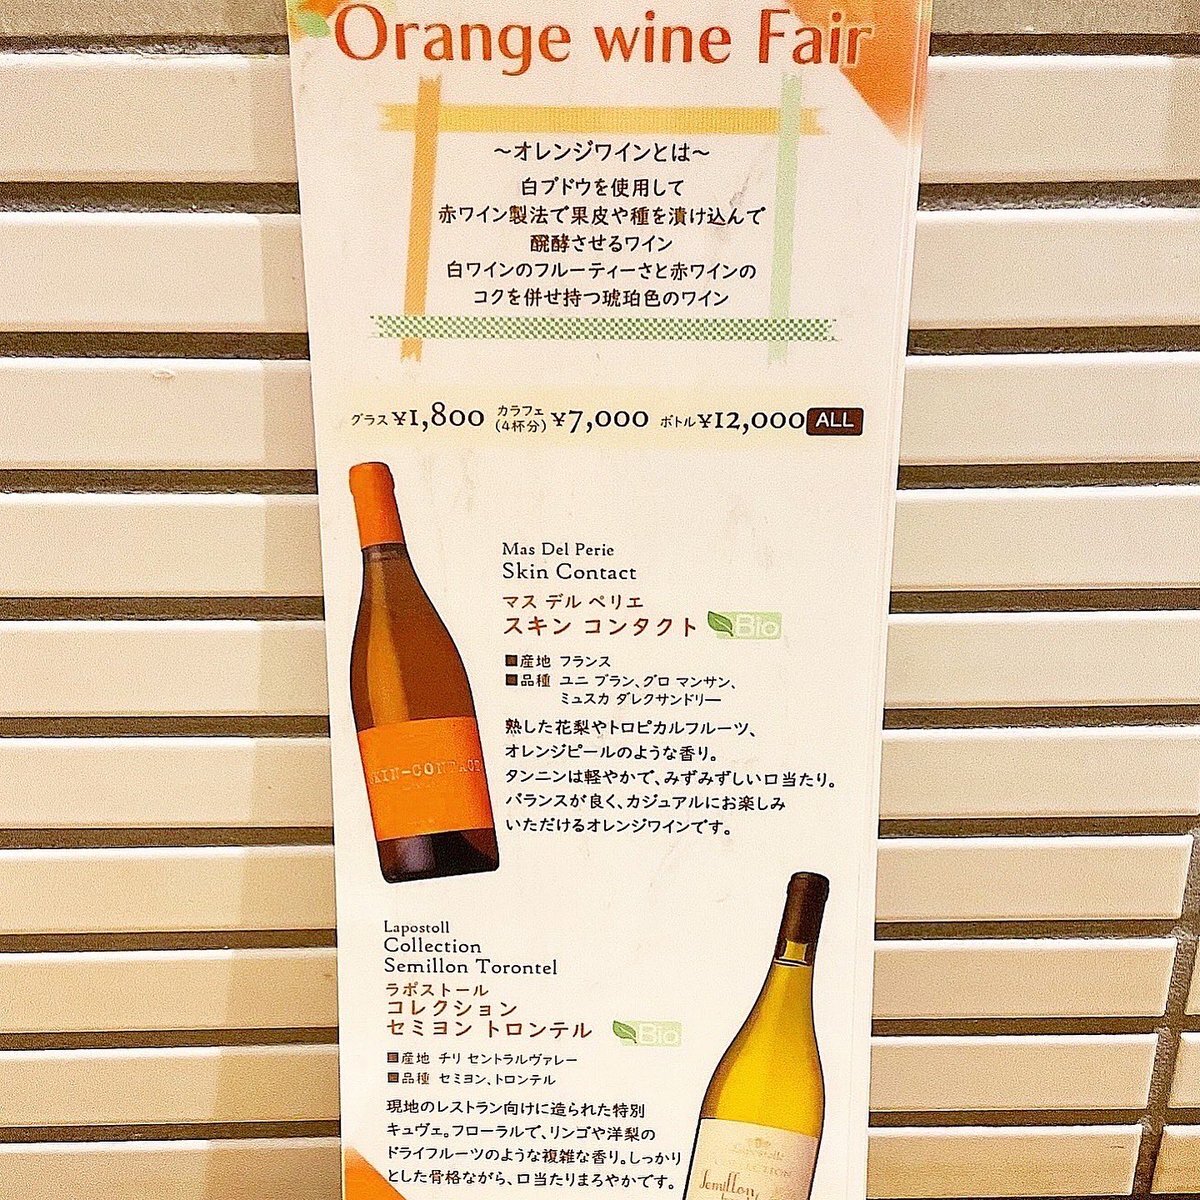 Orange wine Fair
～オレンジワインとは～
白ブドウを使用して
赤ワイン製法で果皮や種を漬け込んで
醗酵させるワイン
白ワインのフルーティーさと赤ワインの
コクを併せ持つ琥珀色のワイン
グラス ¥1,800 カラフェ(4杯分) ¥7,000 ボトル ¥12,000 ALL
Mas Del Perie
Skin Contact
マス デル ペリエ
スキン コンタクト Bio
■産地 フランス
■品種 ユニ ブラン、グロ マンサン、
ミュスカ ダレクサンドリー
熟した花梨やトロピカルフルーツ、
オレンジピールのような香り。
タンニンは軽やかで、みずみずしい口当たり。
バランスが良く、カジュアルにお楽しみ
いただけるオレンジワインです。
SKIN-CONTACT
Lapostoll
Collection
Semillon Torontel
ラポストール
コレクション
セミヨン トロンテル Bio
■産地 チリ セントラルヴァレー
■品種 セミヨン、トロンテル
現地のレストラン向けに造られた特別
キュヴェ。フローラルで、リンゴや洋梨の
ドライフルーツのような複雑な香り。しっかり
とした骨格ながら、口当たりまろやかです。
Semillon